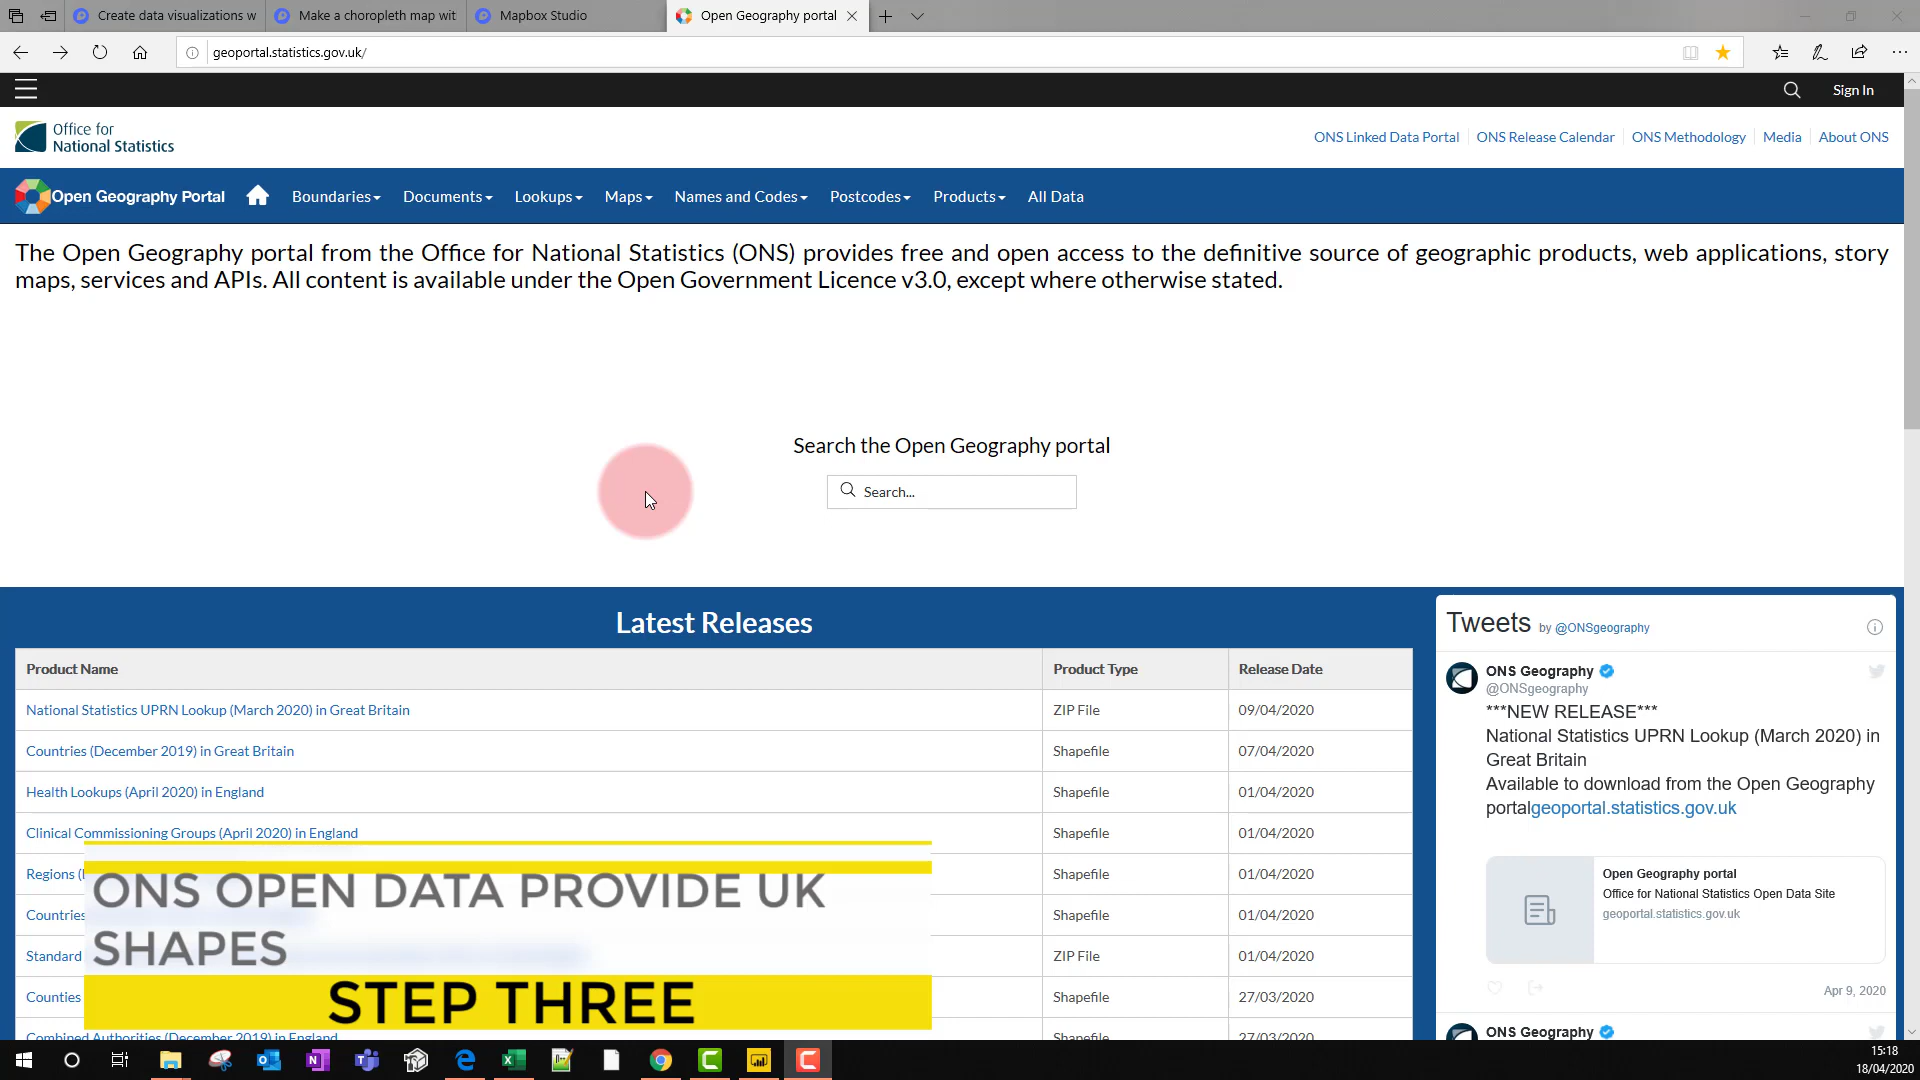 Create data visualizations w
Make a choropleth map wit
Mapbox Studio
Open Geography portal
geoportal.statistics.gov.uk/
Sign In
Office for
National Statistics
ONS Linked Data Portal
ONS Release Calendar
ONS Methodology
Media
About ONS
Open Geography Portal
Boundaries
Documents
Lookups
Maps
Names and Codes
Postcodes
Products
All Data
The Open Geography portal from the Office for National Statistics (ONS) provides free and open access to the definitive source of geographic products, web applications, story
maps, services and APIs. All content is available under the Open Government Licence v3.0, except where otherwise stated.
Search the Open Geography portal
Search...
Latest Releases
Product Name Product Type Release Date
National Statistics UPRN Lookup (March 2020) in Great Britain ZIP File 09/04/2020
Countries (December 2019) in Great Britain Shapefile 07/04/2020
Health Lookups (April 2020) in England Shapefile 01/04/2020
Clinical Commissioning Groups (April 2020) in England Shapefile 01/04/2020
Regions Shapefile 01/04/2020
Countries Shapefile 01/04/2020
Standard ZIP File 01/04/2020
Counties Shapefile 27/03/2020
Combined Authorities (December 2019) in England Shapefile 27/03/2020
ONS OPEN DATA PROVIDE UK
SHAPES
STEP THREE
Tweets by @ONSgeography
ONS Geography
@ONSgeography
***NEW RELEASE***
National Statistics UPRN Lookup (March 2020) in
Great Britain
Available to download from the Open Geography
portalgeoportal.statistics.gov.uk
Open Geography portal
Office for National Statistics Open Data Site
geoportal.statistics.gov.uk
Apr 9, 2020
ONS Geography
15:18
18/04/2020